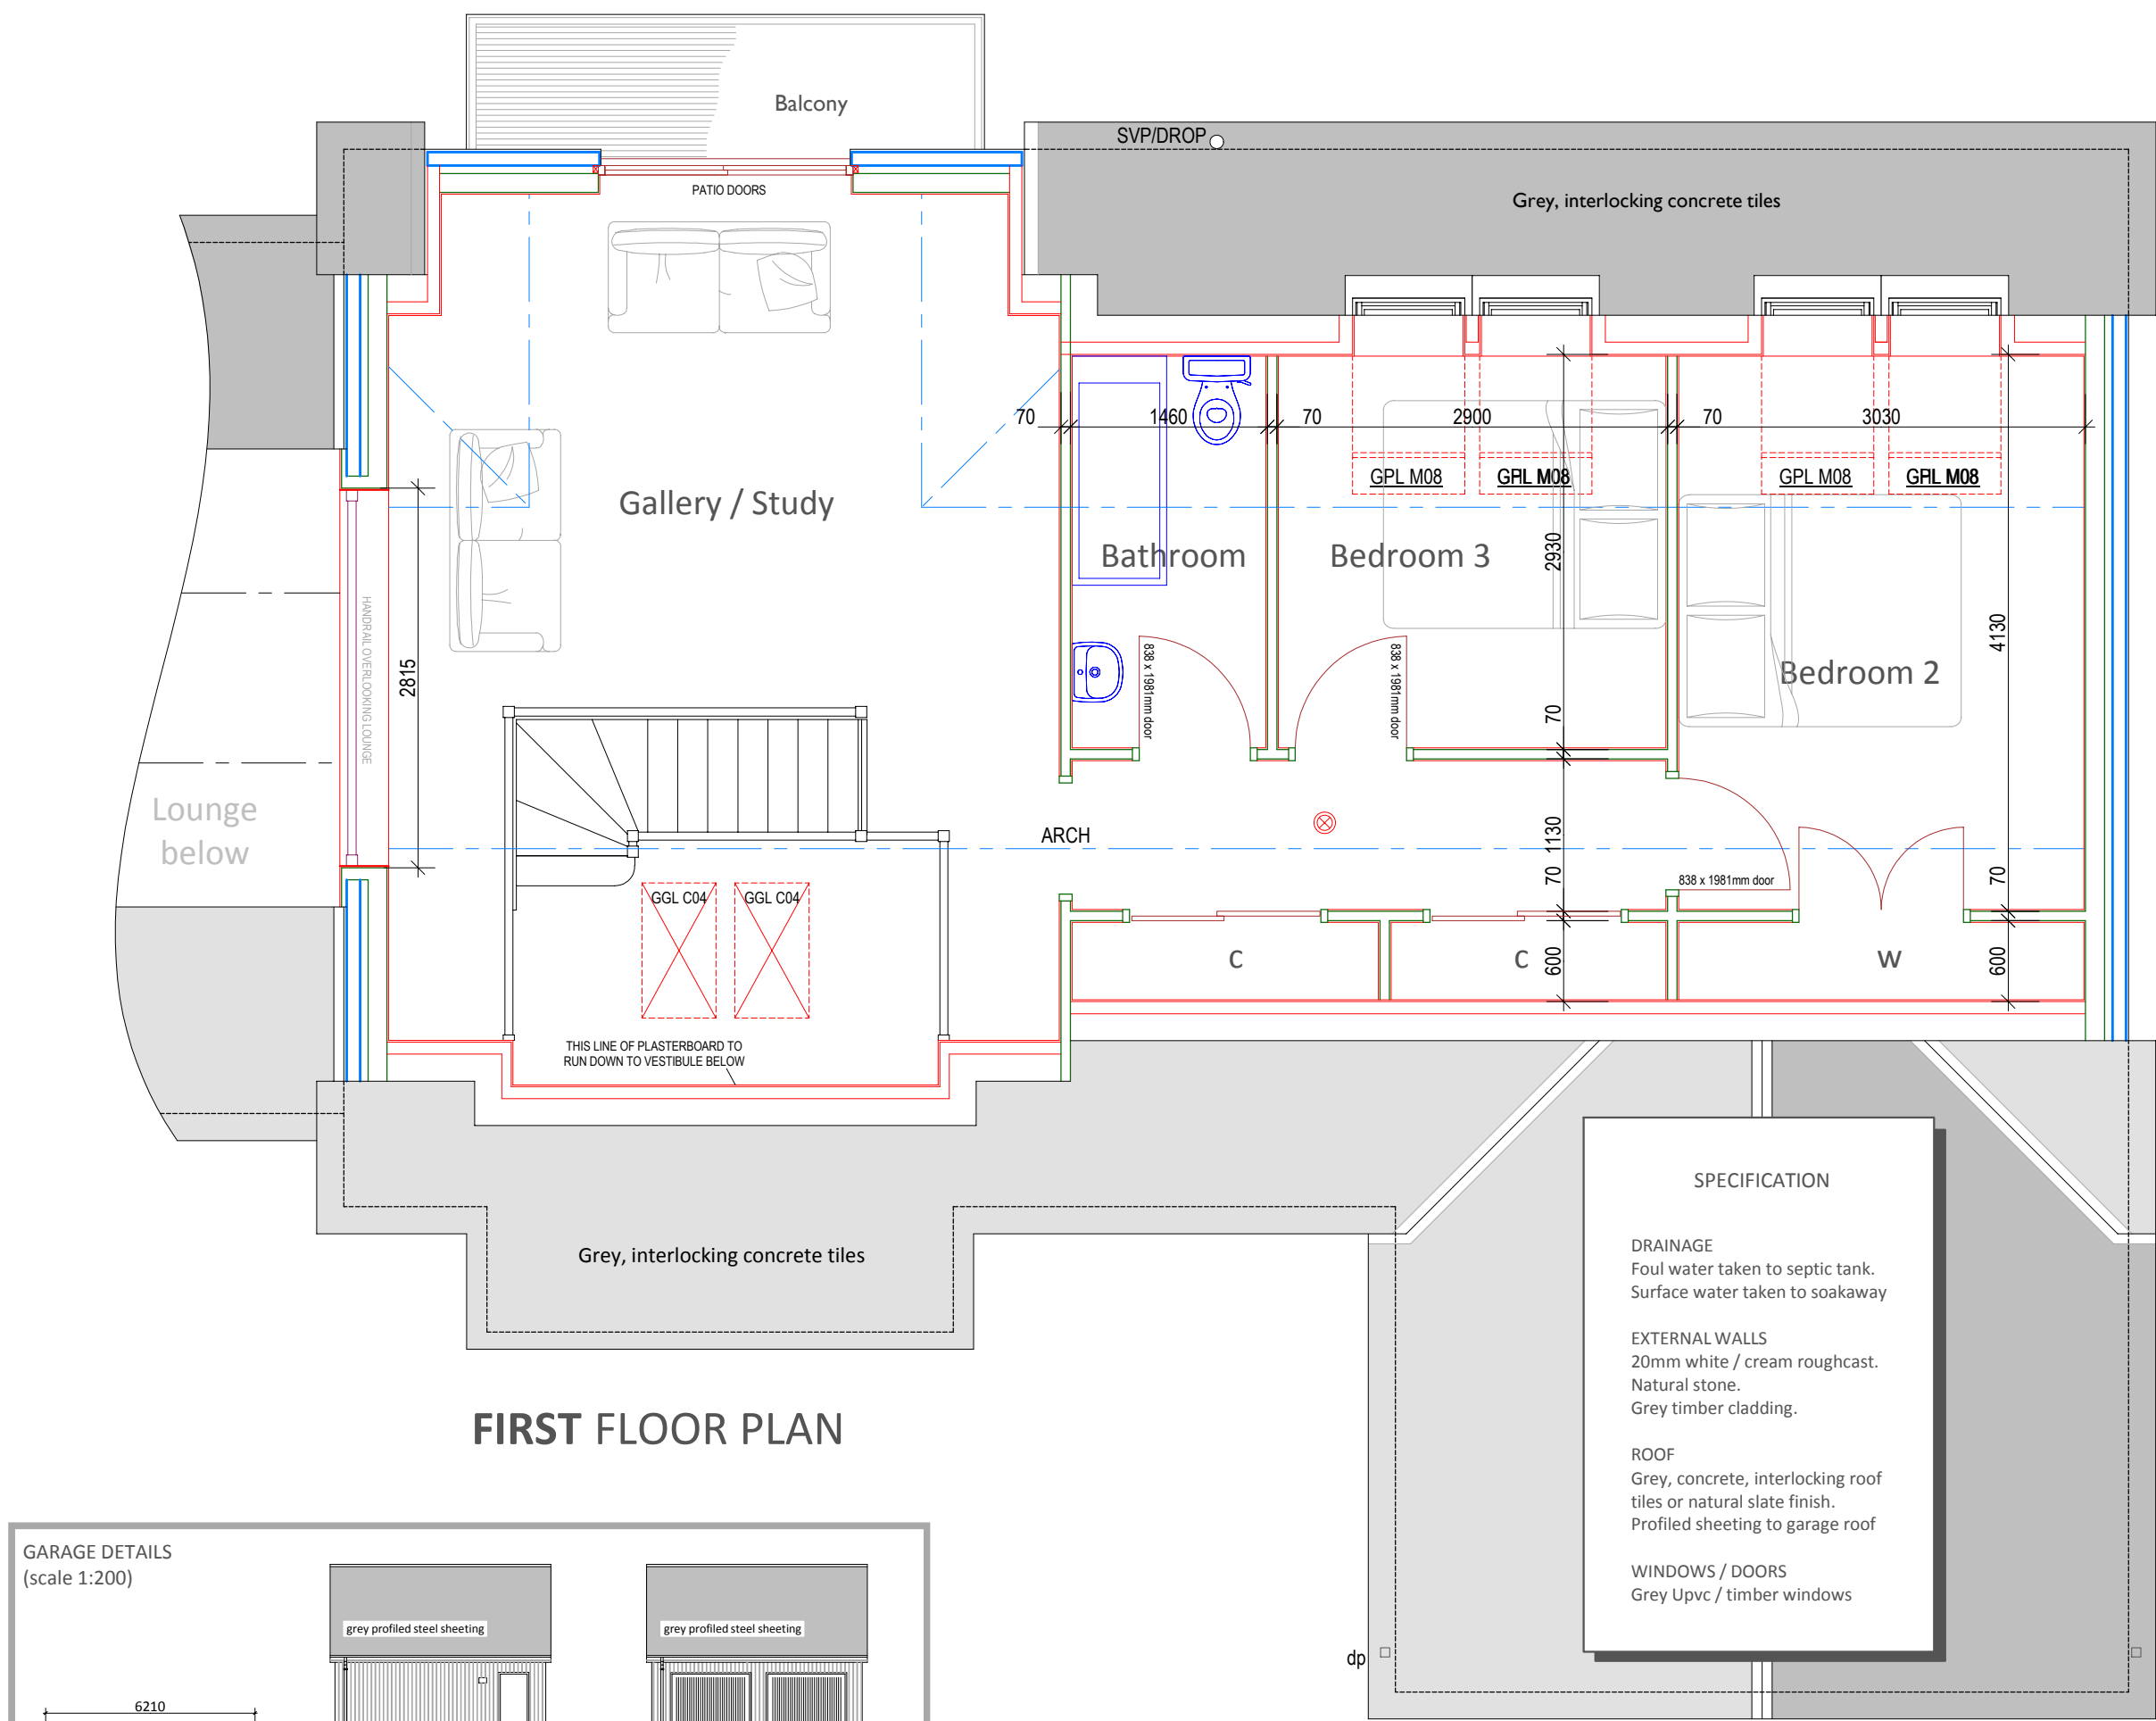 Balcony
SVP/DROP
PATIO DOORS
Grey, interlocking concrete tiles
70
1460
70
2900
70
3030
GPL M08
GPL M08
Gallery / Study
Bathroom
Bedroom 3
2930
4130
HANDRAIL OVERLOOKING LOUNGE
2815
838 x 1981mm door
838 x 1981mm door
Bedroom 2
70
Lounge
below
ARCH
1130
70
838 x 1981mm door
70
GGL C04
GGL C04
C
C
600
W
600
THIS LINE OF PLASTERBOARD TO
RUN DOWN TO VESTIBULE BELOW
Grey, interlocking concrete tiles
FIRST FLOOR PLAN
SPECIFICATION
DRAINAGE
Foul water taken to septic tank.
Surface water taken to soakaway
EXTERNAL WALLS
20mm white / cream roughcast.
Natural stone.
Grey timber cladding.
ROOF
Grey, concrete, interlocking roof
tiles or natural slate finish.
Profiled sheeting to garage roof
WINDOWS / DOORS
Grey Upvc / timber windows
dp
GARAGE DETAILS
(scale 1:200)
grey profiled steel sheeting
grey profiled steel sheeting
6210